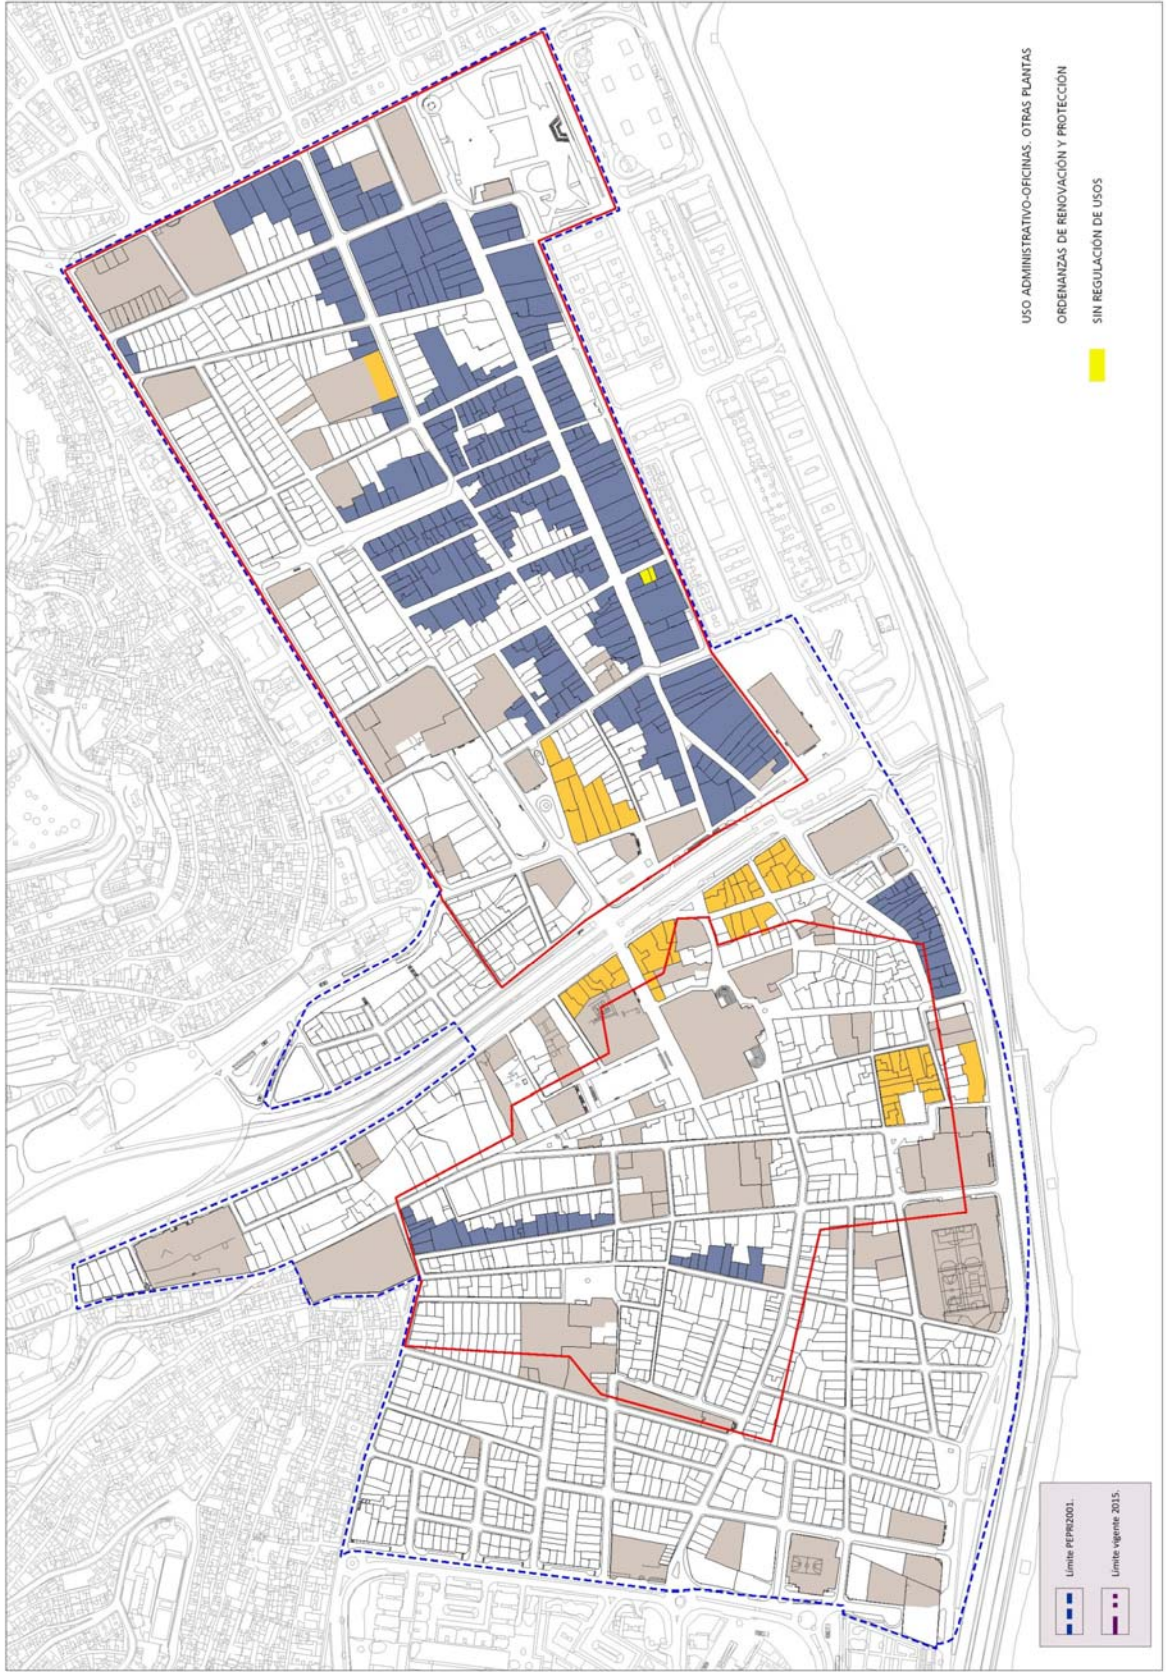 USO ADMINISTRATIVO-OFICINAS. OTRAS PLANTAS
ORDENANZAS DE RENOVACIÓN Y PROTECCIÓN
SIN REGULACIÓN DE USOS
Límite PEPRI2001.
Límite vigente 2015.